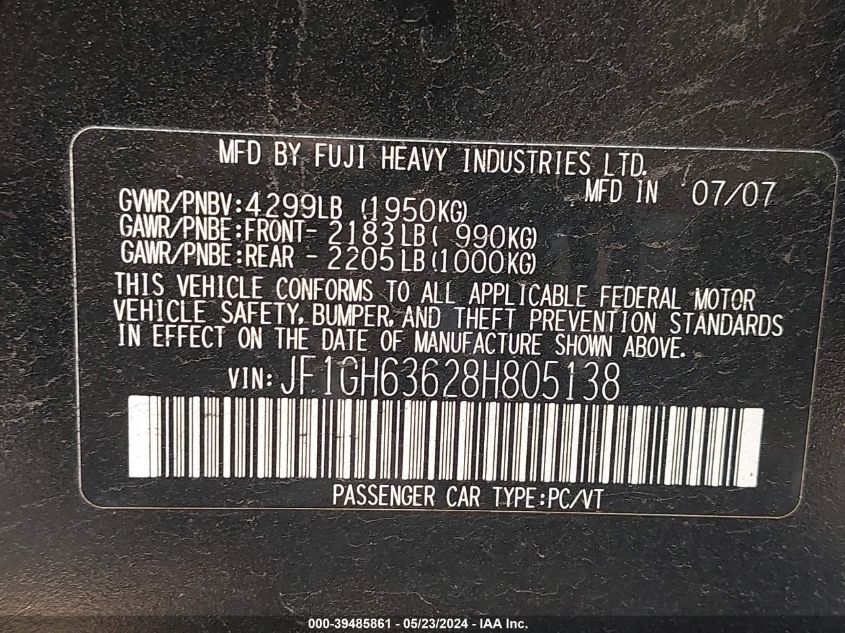 MFD BY FUJI HEAVY INDUSTRIES LTD.
MFD IN '07/07
GVWR/PNBV:4299LB (1950KG)
GAWR/PNBE:FRONT- 2183LB( 990KG)
GAWR/PNBE:REAR - 2205LB(1000KG)
THIS VEHICLE CONFORMS TO ALL APPLICABLE FEDERAL MOTOR
VEHICLE SAFETY, BUMPER, AND THEFT PREVENTION STANDARDS
IN EFFECT ON THE DATE OF MANUFACTURE SHOWN ABOVE.
VIN:JF1GH63628H805138
PASSENGER CAR TYPE:PC/VT
000-39485861 - 05/23/2024 - IAA Inc.